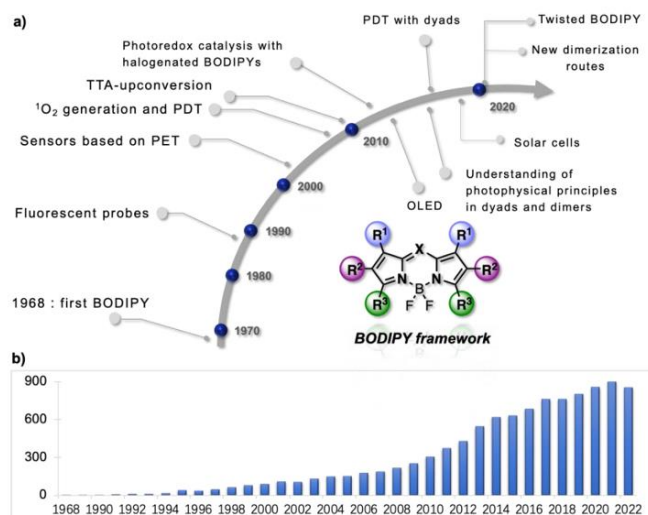 a)
PDT with dyads
Twisted BODIPY
Photoredox catalysis with
halogenated BODIPYs
New dimerization
routes
TTA-upconversion
2020
¹O₂ generation and PDT
2010
Solar cells
Sensors based on PET
OLED
Understanding of
photophysical principles
in dyads and dimers
2000
Fluorescent probes
1990
1980
1968 : first BODIPY
1970
R¹ X R¹
R² R²
N N
R³ B R³
F F
BODIPY framework
b)
900
600
300
0
1968 1990 1992 1994 1996 1998 2000 2002 2004 2006 2008 2010 2012 2014 2016 2018 2020 2022